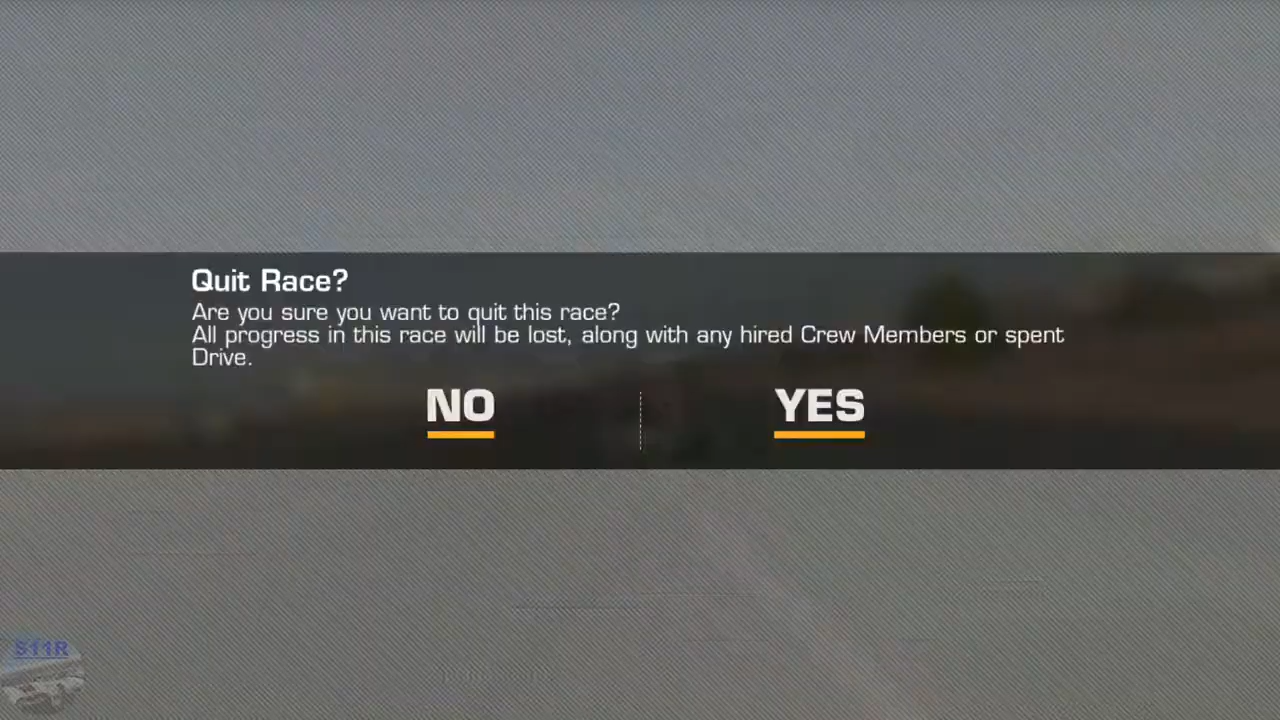 Quit Race?
Are you sure you want to quit this race?
All progress in this race will be lost, along with any hired Crew Members or spent
Drive.
NO
YES
S11R